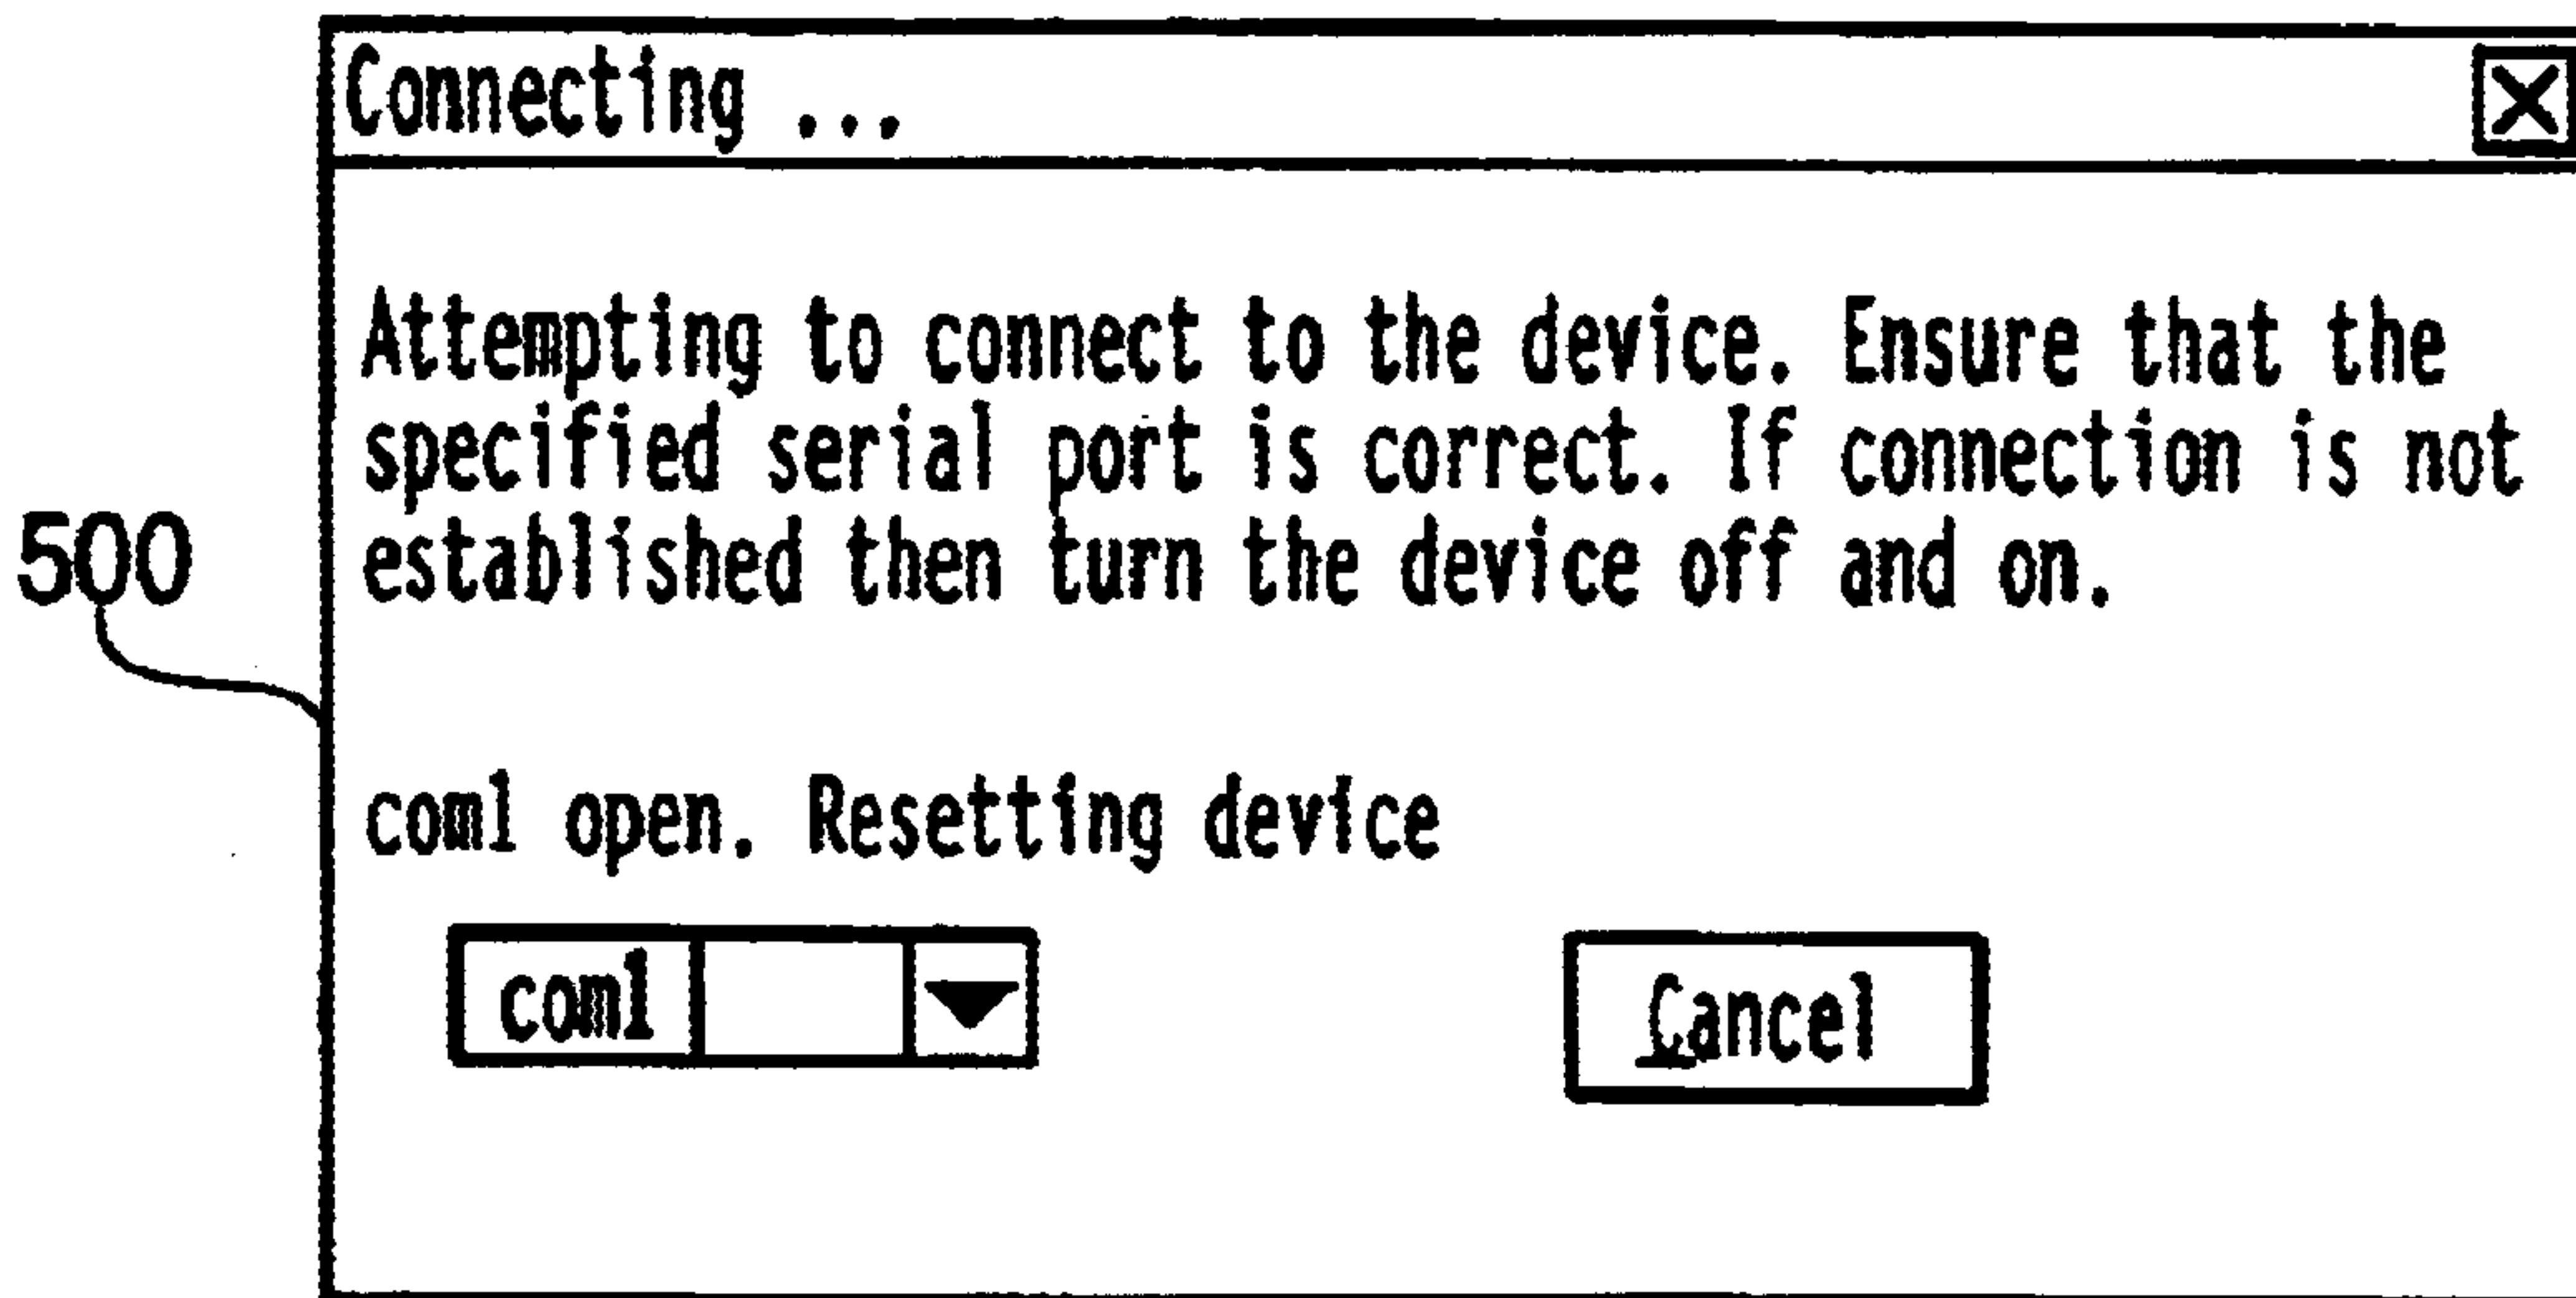 Connecting ...
Attempting to connect to the device. Ensure that the
specified serial port is correct. If connection is not
established then turn the device off and on.
500
com1 open. Resetting device
com1
Cancel